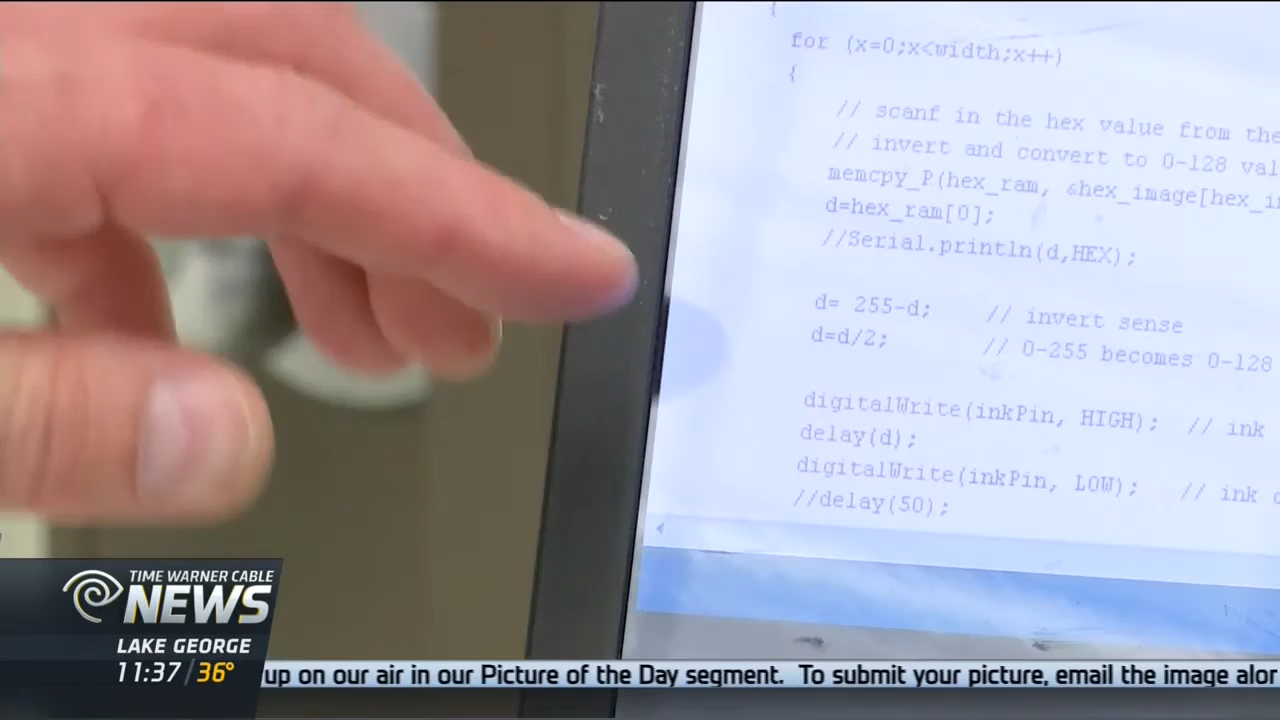 {
for (x=0;x<width;x++)
{
// scanf in the hex value from the
// invert and convert to 0-128 val
memcpy_P(hex_ram, &hex_image[hex_i
d=hex_ram[0];
//Serial.println(d,HEX);
d= 255-d; // invert sense
d=d/2; // 0-255 becomes 0-128
digitalWrite(inkPin, HIGH); // ink
delay(d);
digitalWrite(inkPin, LOW); // ink
//delay(50);
TIME WARNER CABLE
NEWS
LAKE GEORGE
11:37 / 36°
up on our air in our Picture of the Day segment. To submit your picture, email the image alor